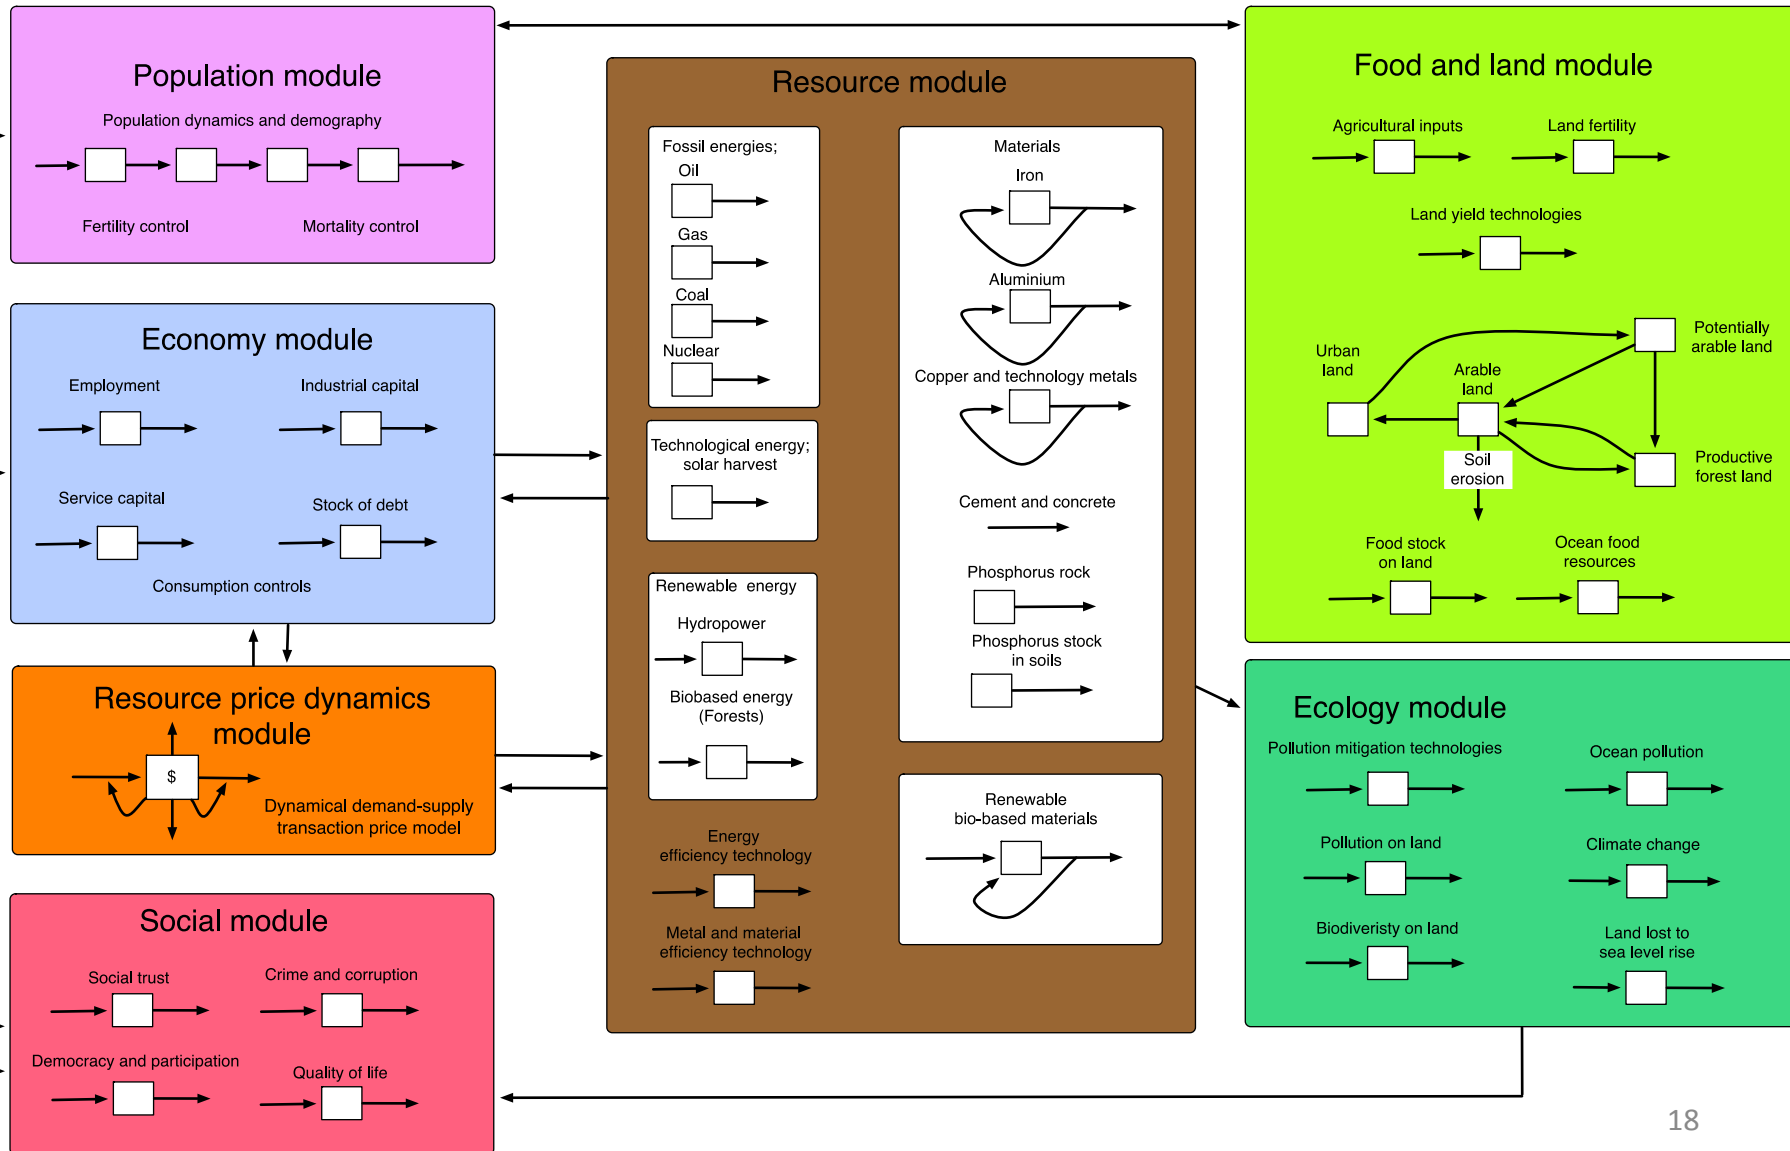 Population module
Population dynamics and demography
Fertility control
Mortality control
Economy module
Employment
Industrial capital
Service capital
Stock of debt
Consumption controls
Resource price dynamics
module
$
Dynamical demand-supply
transaction price model
Social module
Social trust
Crime and corruption
Democracy and participation
Quality of life
Resource module
Fossil energies;
Oil
Gas
Coal
Nuclear
Technological energy;
solar harvest
Renewable energy
Hydropower
Biobased energy
(Forests)
Energy
efficiency technology
Metal and material
efficiency technology
Materials
Iron
Aluminium
Copper and technology metals
Cement and concrete
Phosphorus rock
Phosphorus stock
in soils
Renewable
bio-based materials
Food and land module
Agricultural inputs
Land fertility
Land yield technologies
Urban
land
Arable
land
Potentially
arable land
Soil
erosion
Productive
forest land
Food stock
on land
Ocean food
resources
Ecology module
Pollution mitigation technologies
Ocean pollution
Pollution on land
Climate change
Biodiveristy on land
Land lost to
sea level rise
18